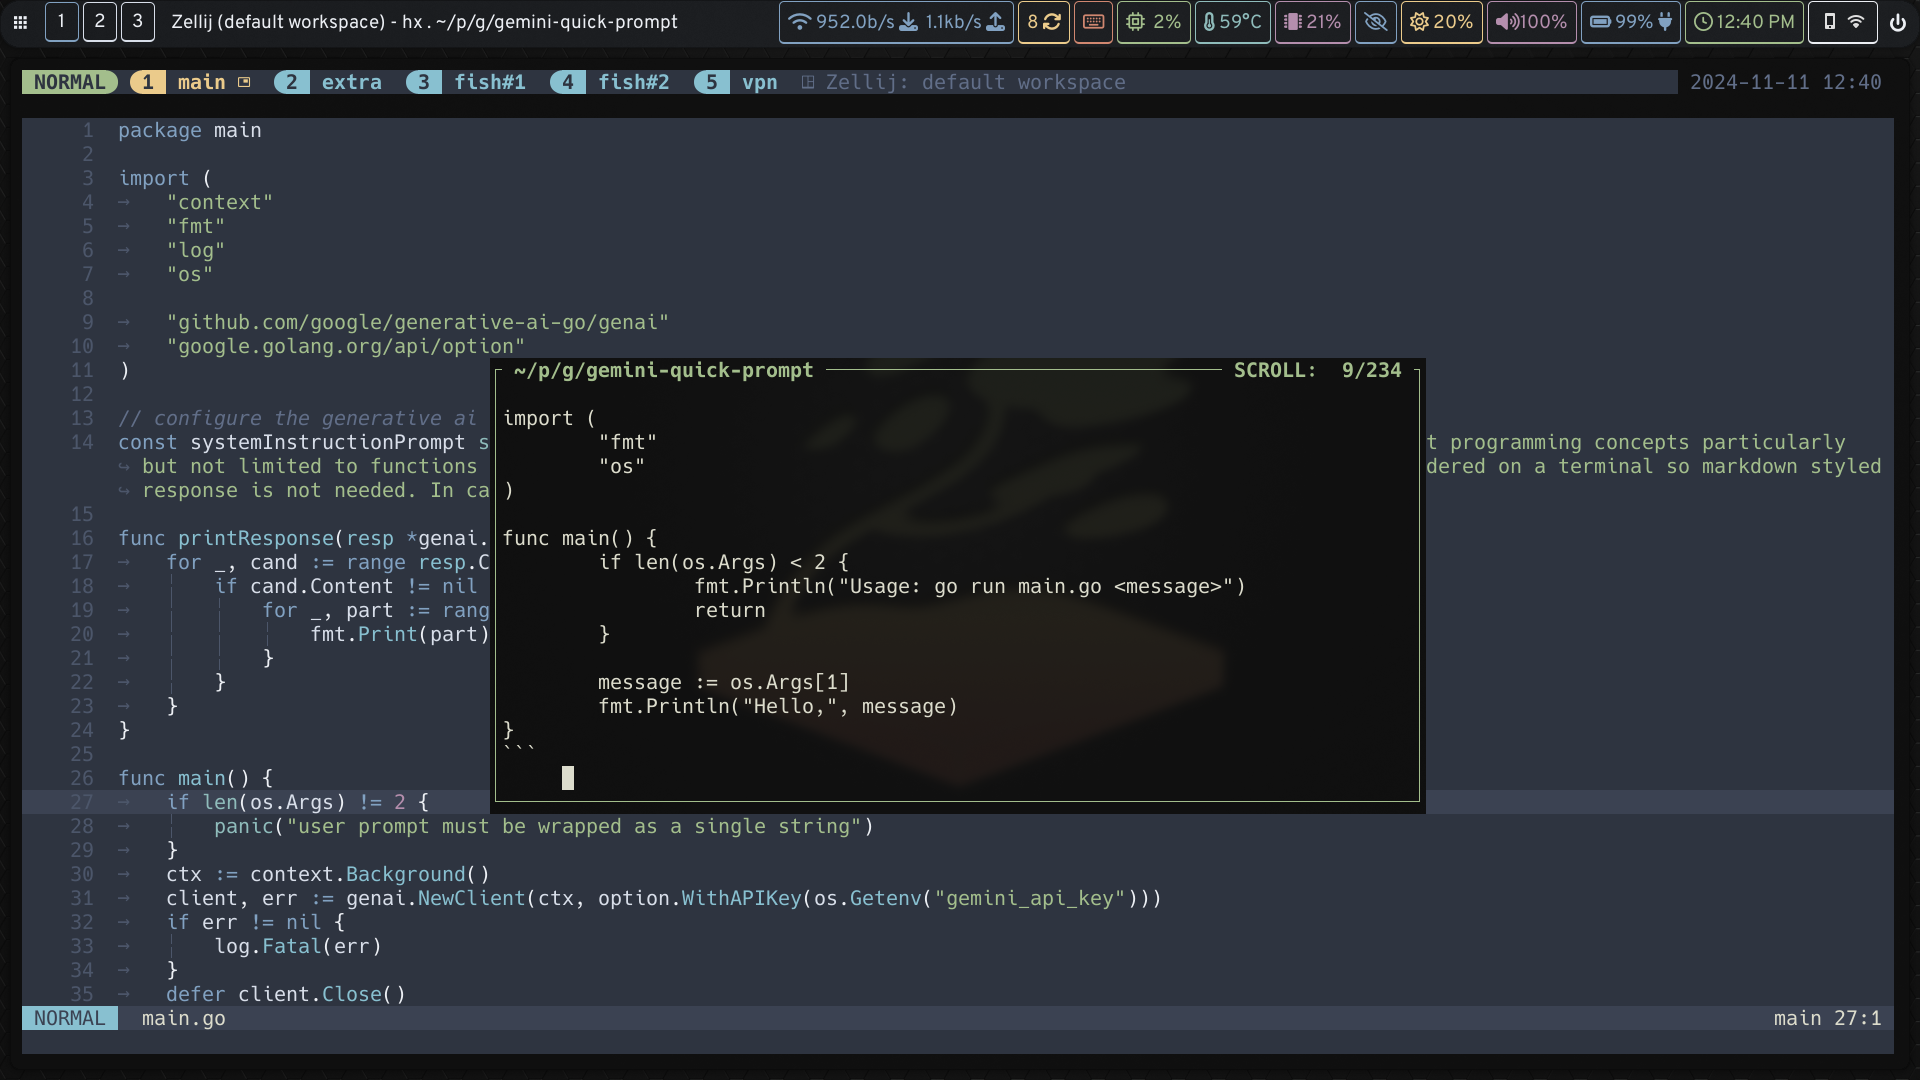 1 2 3 Zellij (default workspace) - hx . ~/p/g/gemini-quick-prompt 952.0b/s 1.1kb/s 8 2% 59°C 21% 20% 100% 99% 12:40 PM
NORMAL 1 main 2 extra 3 fish#1 4 fish#2 5 vpn Zellij: default workspace 2024-11-11 12:40
1 package main
2
3 import (
4 → "context"
5 → "fmt"
6 → "log"
7 → "os"
8
9 → "github.com/google/generative-ai-go/genai"
10 → "google.golang.org/api/option"
11 )
12
13 // configure the generative ai
14 const systemInstructionPrompt s t programming concepts particularly
↪ but not limited to functions dered on a terminal so markdown styled
↪ response is not needed. In ca
15
16 func printResponse(resp *genai.
17 → for _, cand := range resp.C
18 → if cand.Content != nil
19 → for _, part := rang
20 → fmt.Print(part)
21 → }
22 → }
23 → }
24 }
25
26 func main() {
27 → if len(os.Args) != 2 {
28 → panic("user prompt must be wrapped as a single string")
29 → }
30 → ctx := context.Background()
31 → client, err := genai.NewClient(ctx, option.WithAPIKey(os.Getenv("gemini_api_key")))
32 → if err != nil {
33 → log.Fatal(err)
34 → }
35 → defer client.Close()
NORMAL main.go main 27:1
~/p/g/gemini-quick-prompt SCROLL: 9/234
import (
"fmt"
"os"
)
func main() {
if len(os.Args) < 2 {
fmt.Println("Usage: go run main.go <message>")
return
}
message := os.Args[1]
fmt.Println("Hello,", message)
}
```